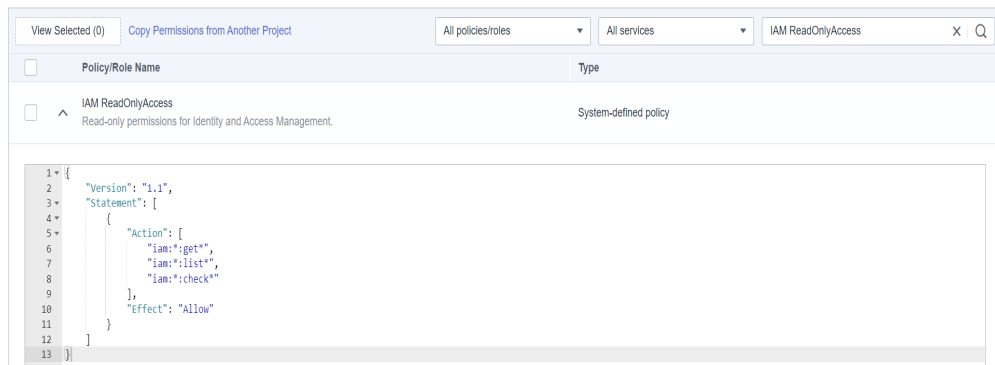 View Selected (0) Copy Permissions from Another Project All policies/roles All services IAM ReadOnlyAccess
Policy/Role Name Type
IAM ReadOnlyAccess
Read-only permissions for Identity and Access Management.
System-defined policy
1 {
2 "Version": "1.1",
3 "Statement": [
4 {
5 "Action": [
6 "iam:*:get*",
7 "iam:*:list*",
8 "iam:*:check*"
9 ],
10 "Effect": "Allow"
11 }
12 ]
13 }